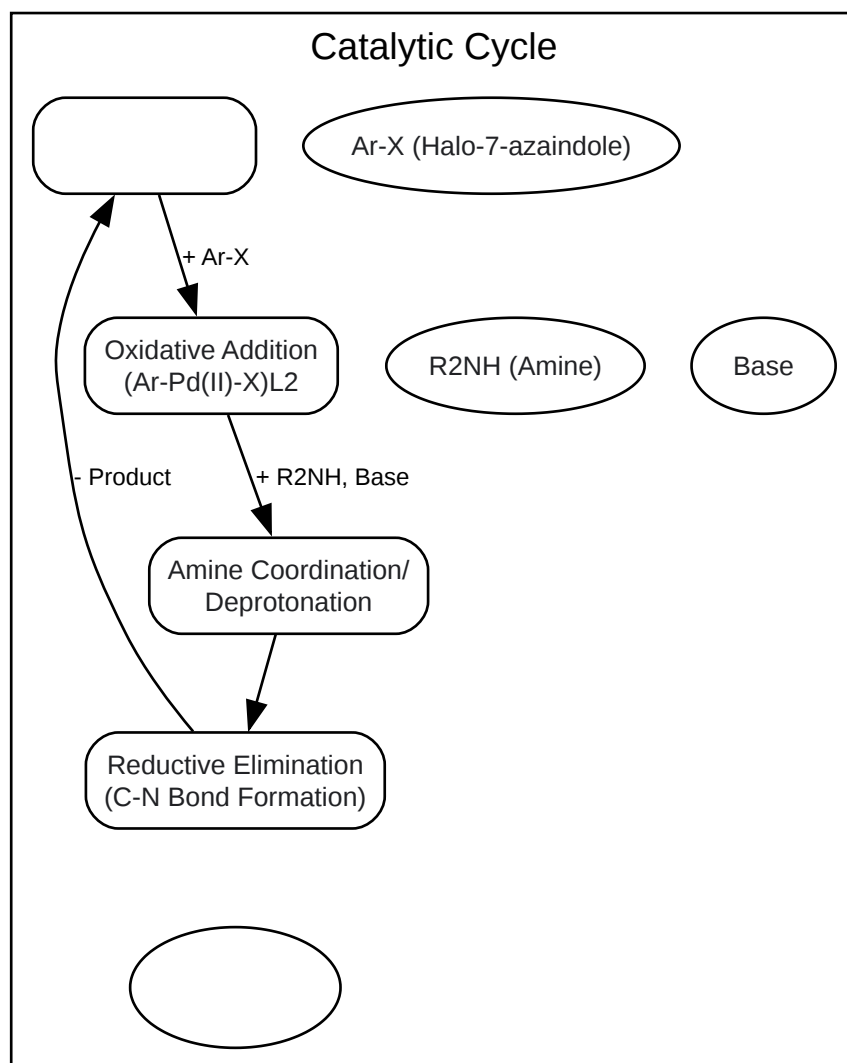 Catalytic Cycle
Ar-X (Halo-7-azaindole)
+ Ar-X
Oxidative Addition
(Ar-Pd(II)-X)L2
R2NH (Amine)
Base
- Product
+ R2NH, Base
Amine Coordination/
Deprotonation
Reductive Elimination
(C-N Bond Formation)